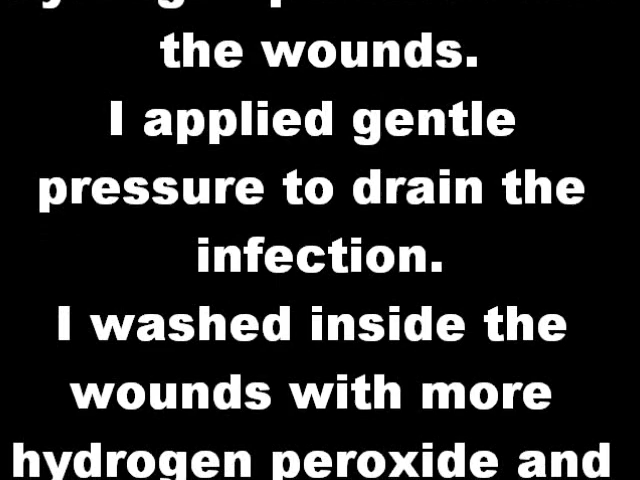 the wounds.
I applied gentle
pressure to drain the
infection.
I washed inside the
wounds with more
hydrogen peroxide and